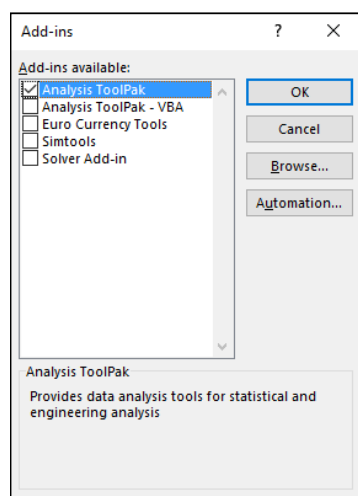 Add-ins ? X
Add-ins available:
Analysis ToolPak
Analysis ToolPak - VBA
Euro Currency Tools
Simtools
Solver Add-in
OK
Cancel
Browse...
Automation...
Analysis ToolPak
Provides data analysis tools for statistical and
engineering analysis